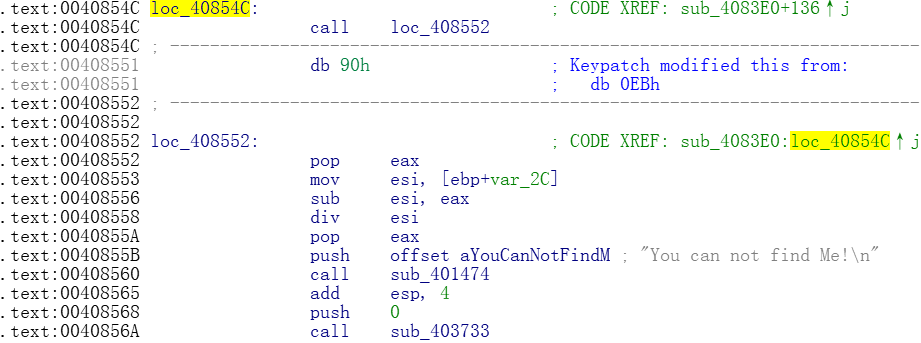 .text:0040854C loc_40854C: ; CODE XREF: sub_4083E0+136↑j
.text:0040854C call loc_408552
.text:0040854C ; ---------------------------------------------------------------------------
.text:00408551 db 90h ; Keypatch modified this from:
.text:00408551 ; db 0EBh
.text:00408552 ; ---------------------------------------------------------------------------
.text:00408552
.text:00408552 loc_408552: ; CODE XREF: sub_4083E0:loc_40854C↑j
.text:00408552 pop eax
.text:00408553 mov esi, [ebp+var_2C]
.text:00408556 sub esi, eax
.text:00408558 div esi
.text:0040855A pop eax
.text:0040855B push offset aYouCanNotFindM ; "You can not find Me!\n"
.text:00408560 call sub_401474
.text:00408565 add esp, 4
.text:00408568 push 0
.text:0040856A call sub_403733